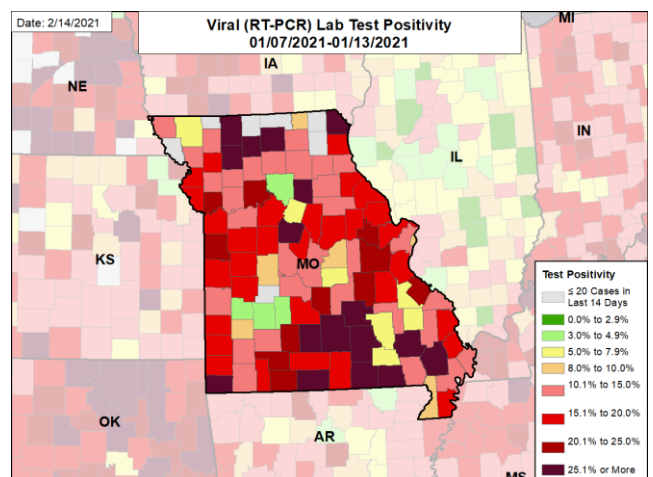 Date: 2/14/2021
Viral (RT-PCR) Lab Test Positivity
01/07/2021-01/13/2021
MI
IA
NE
IN
IL
KS
MO
Test Positivity
≤ 20 Cases in
Last 14 Days
0.0% to 2.9%
3.0% to 4.9%
5.0% to 7.9%
8.0% to 10.0%
10.1% to 15.0%
15.1% to 20.0%
20.1% to 25.0%
25.1% or More
OK
AR
MS